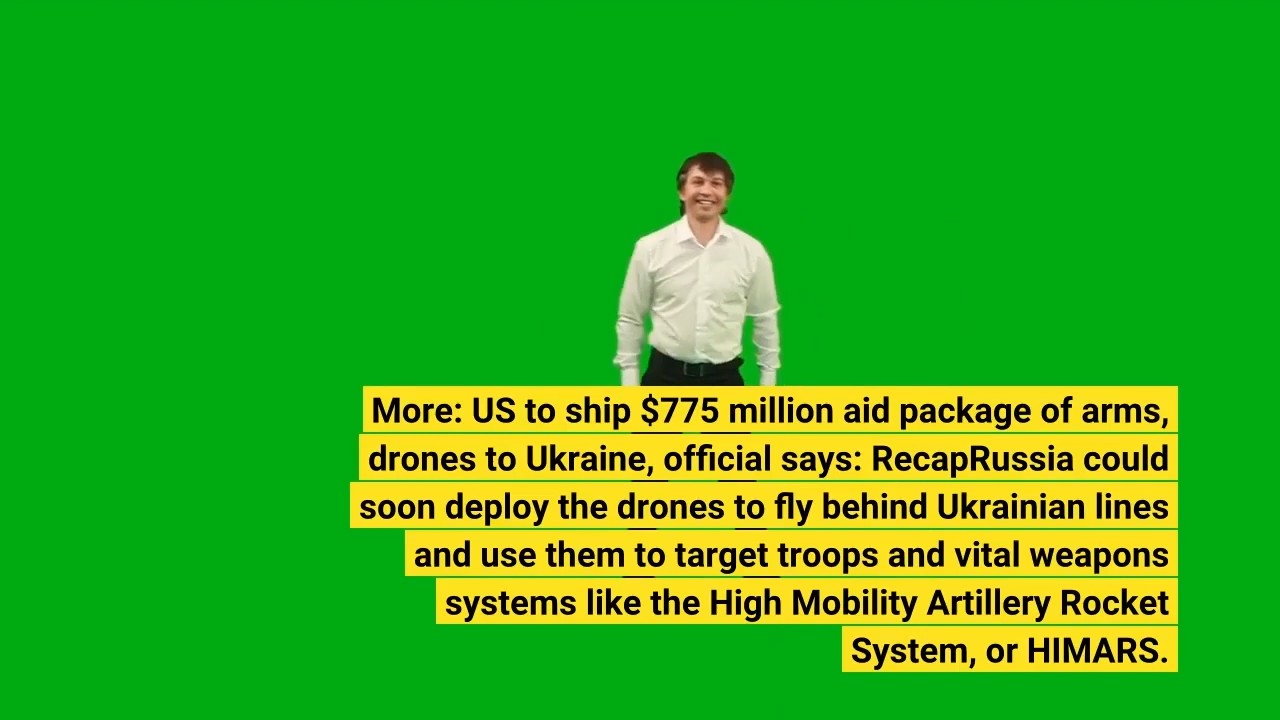 More: US to ship $775 million aid package of arms,
drones to Ukraine, official says: RecapRussia could
soon deploy the drones to fly behind Ukrainian lines
and use them to target troops and vital weapons
systems like the High Mobility Artillery Rocket
System, or HIMARS.